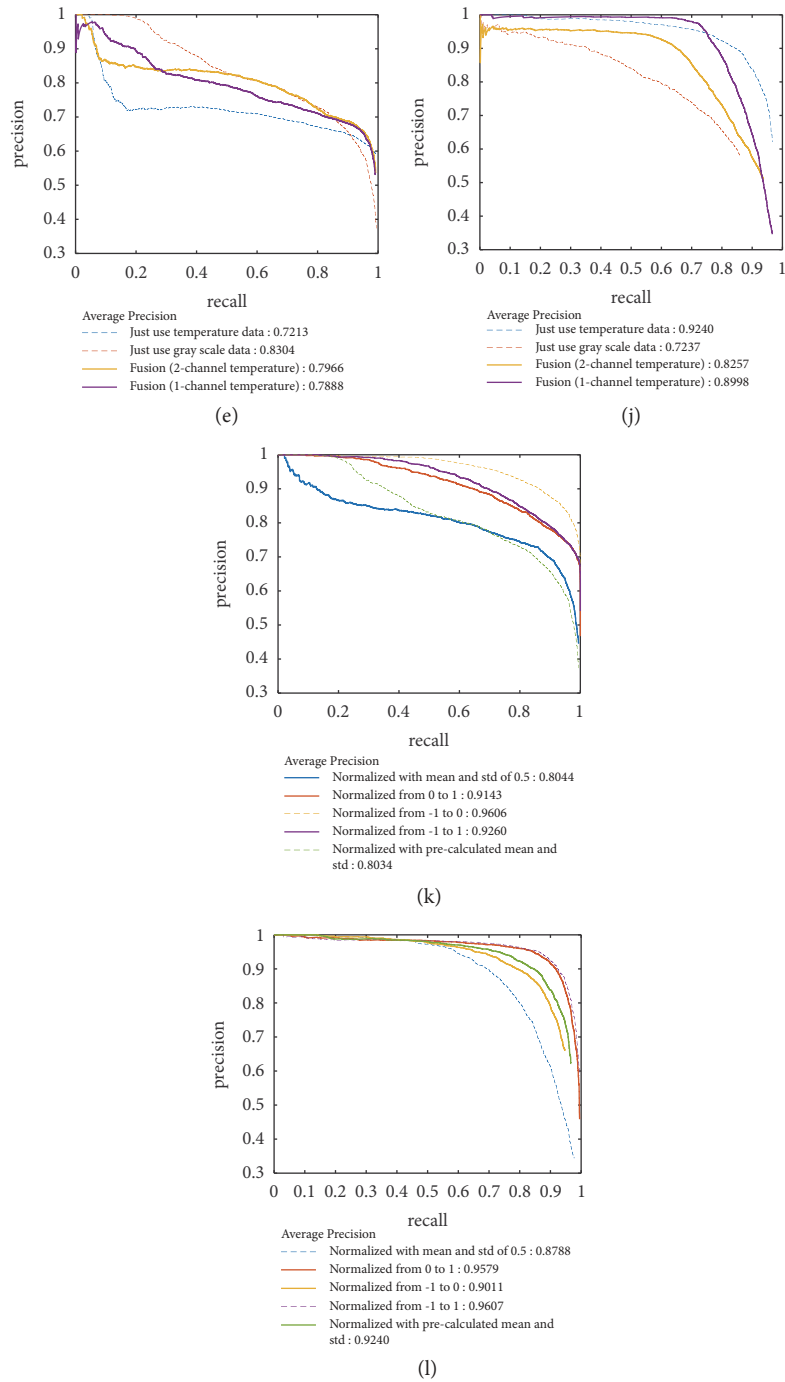 1
0.9
0.8
0.7
0.6
0.5
0.4
0.3
precision
0 0.2 0.4 0.6 0.8 1
recall
Average Precision
Just use temperature data : 0.7213
Just use gray scale data : 0.8304
Fusion (2-channel temperature) : 0.7966
Fusion (1-channel temperature) : 0.7888
(e)
1
0.9
0.8
0.7
0.6
0.5
0.4
0.3
precision
0 0.1 0.2 0.3 0.4 0.5 0.6 0.7 0.8 0.9 1
recall
Average Precision
Just use temperature data : 0.9240
Just use gray scale data : 0.7237
Fusion (2-channel temperature) : 0.8257
Fusion (1-channel temperature) : 0.8998
(j)
1
0.9
0.8
0.7
0.6
0.5
0.4
0.3
precision
0 0.2 0.4 0.6 0.8 1
recall
Average Precision
Normalized with mean and std of 0.5 : 0.8044
Normalized from 0 to 1 : 0.9143
Normalized from -1 to 0 : 0.9606
Normalized from -1 to 1 : 0.9260
Normalized with pre-calculated mean and
std : 0.8034
(k)
1
0.9
0.8
0.7
0.6
0.5
0.4
0.3
precision
0 0.1 0.2 0.3 0.4 0.5 0.6 0.7 0.8 0.9 1
recall
Average Precision
Normalized with mean and std of 0.5 : 0.8788
Normalized from 0 to 1 : 0.9579
Normalized from -1 to 0 : 0.9011
Normalized from -1 to 1 : 0.9607
Normalized with pre-calculated mean and
std : 0.9240
(l)